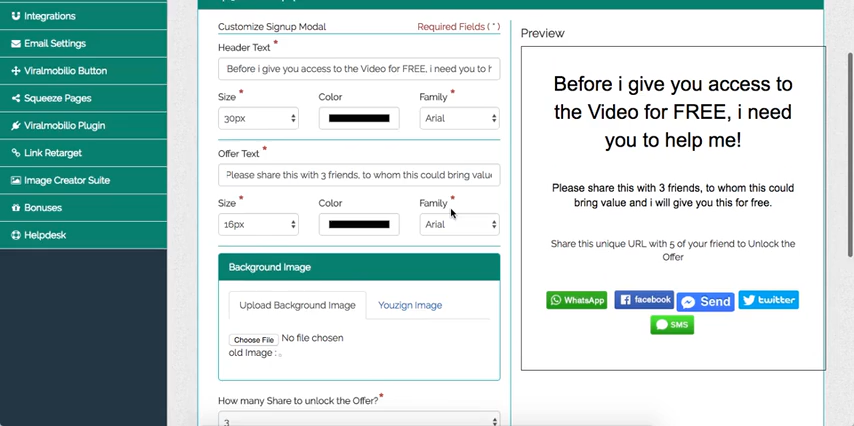 Integrations
Email Settings
Viralmobilio Button
Squeeze Pages
Viralmobilio Plugin
Link Retarget
Image Creator Suite
Bonuses
Helpdesk
Customize Signup Modal
Required Fields ( * )
Header Text *
Before i give you access to the Video for FREE, i need you to h
Size *
Color
Family *
30px
Arial
Offer Text *
Please share this with 3 friends, to whom this could bring value
Size *
Color
Family *
16px
Arial
Background Image
Upload Background Image
Youzign Image
Choose File No file chosen
old Image :
How many Share to unlock the Offer? *
3
Preview
Before i give you access to
the Video for FREE, i need
you to help me!
Please share this with 3 friends, to whom this could
bring value and i will give you this for free.
Share this unique URL with 5 of your friend to Unlock the
Offer
WhatsApp
facebook
Send
twitter
SMS